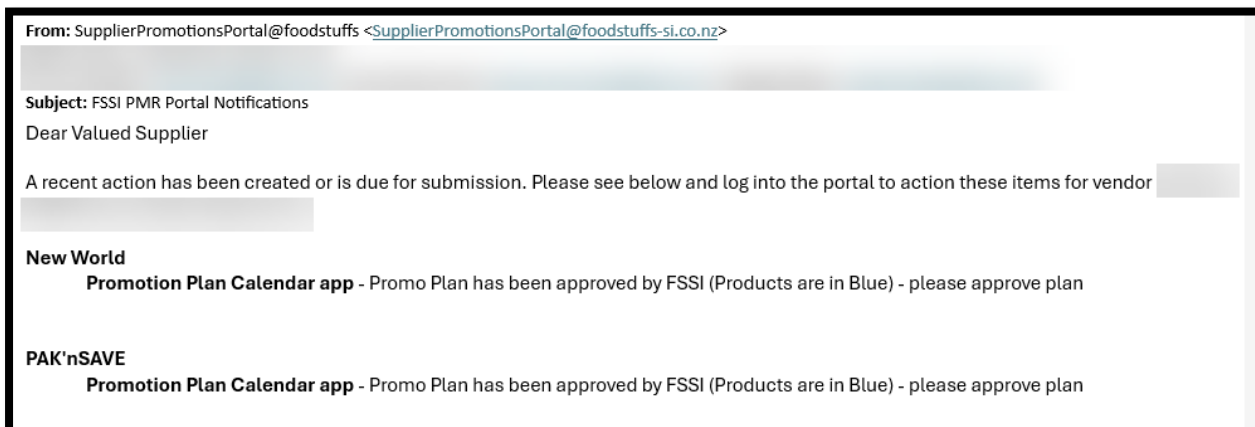 From: SupplierPromotionsPortal@foodstuffs <SupplierPromotionsPortal@foodstuffs-si.co.nz>
Subject: FSSI PMR Portal Notifications
Dear Valued Supplier
A recent action has been created or is due for submission. Please see below and log into the portal to action these items for vendor
New World
Promotion Plan Calendar app - Promo Plan has been approved by FSSI (Products are in Blue) - please approve plan
PAK'nSAVE
Promotion Plan Calendar app - Promo Plan has been approved by FSSI (Products are in Blue) - please approve plan